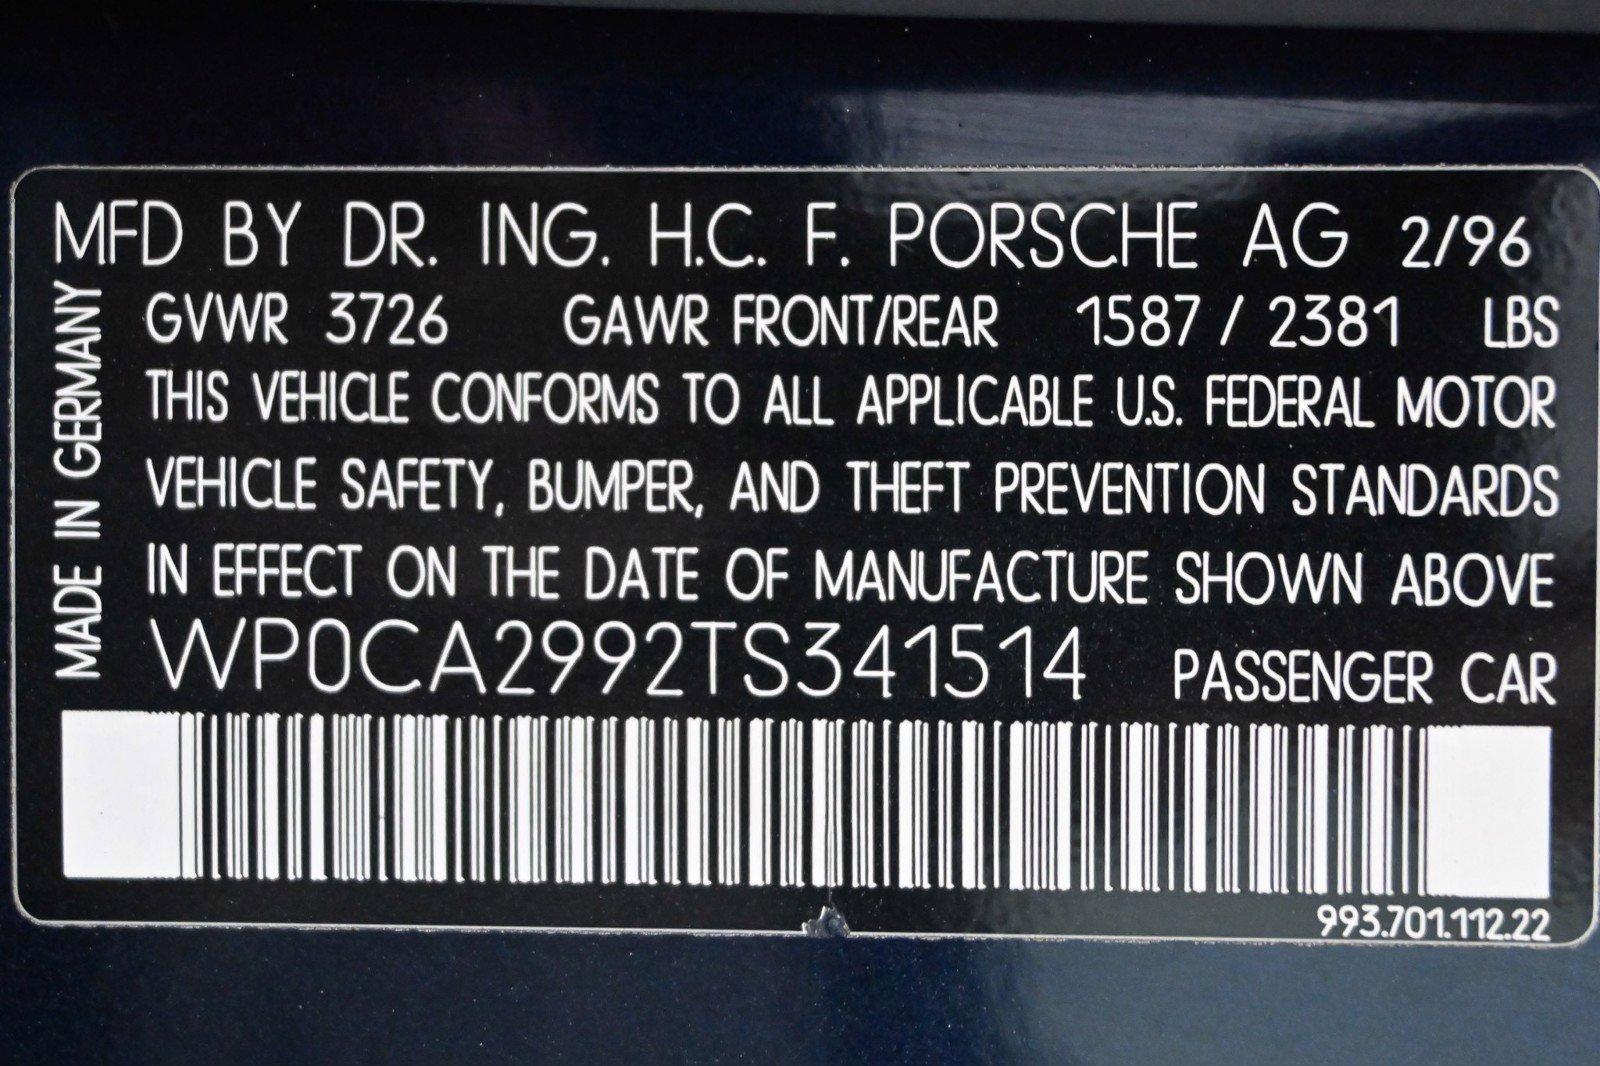 MFD BY DR. ING. H.C. F. PORSCHE AG 2/96
MADE IN GERMANY
GVWR 3726 GAWR FRONT/REAR 1587 / 2381 LBS
THIS VEHICLE CONFORMS TO ALL APPLICABLE U.S. FEDERAL MOTOR
VEHICLE SAFETY, BUMPER, AND THEFT PREVENTION STANDARDS
IN EFFECT ON THE DATE OF MANUFACTURE SHOWN ABOVE
WP0CA2992TS341514 PASSENGER CAR
993.701.112.22